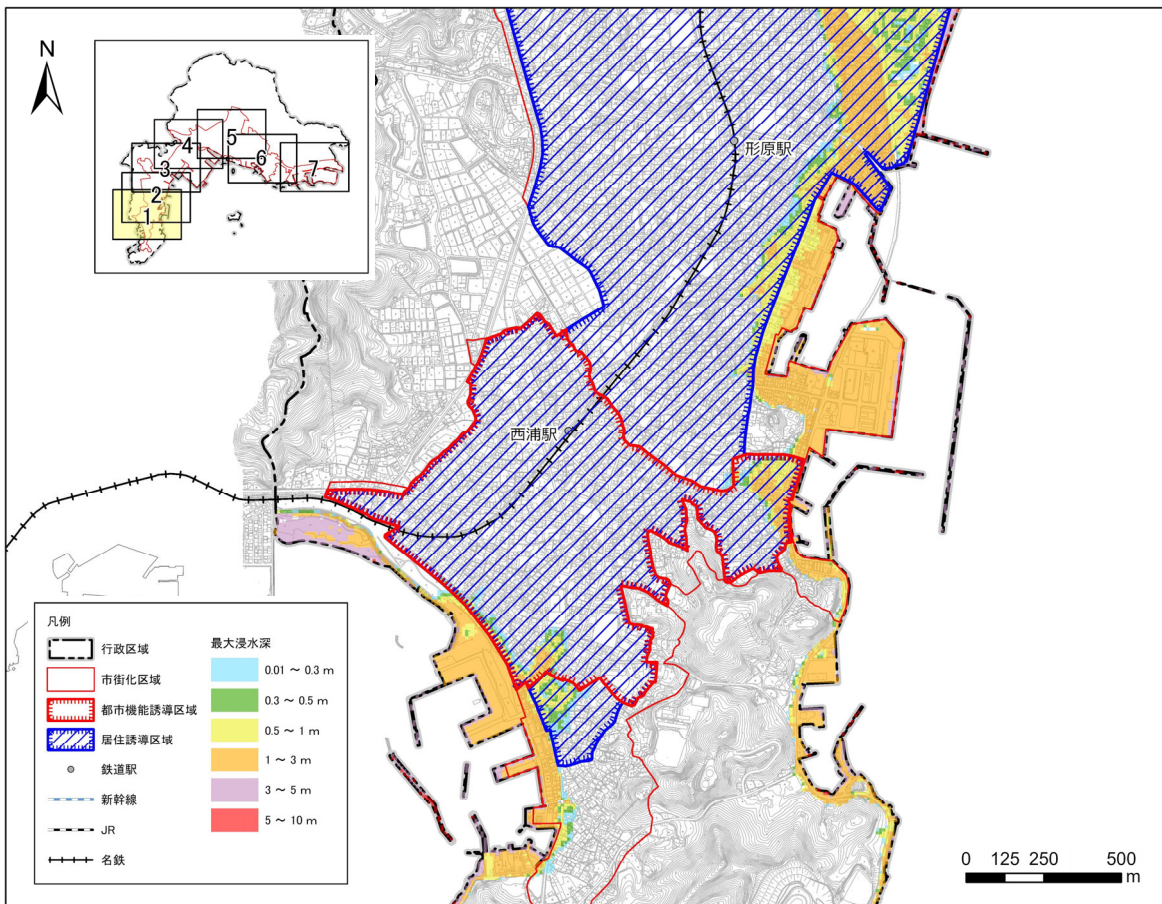 N
1
2
3
4
5
6
7
形原駅
西浦駅
凡例
行政区域
市街化区域
都市機能誘導区域
居住誘導区域
鉄道駅
新幹線
JR
名鉄
最大浸水深
0.01 ～ 0.3 m
0.3 ～ 0.5 m
0.5 ～ 1 m
1 ～ 3 m
3 ～ 5 m
5 ～ 10 m
0 125 250 500
m